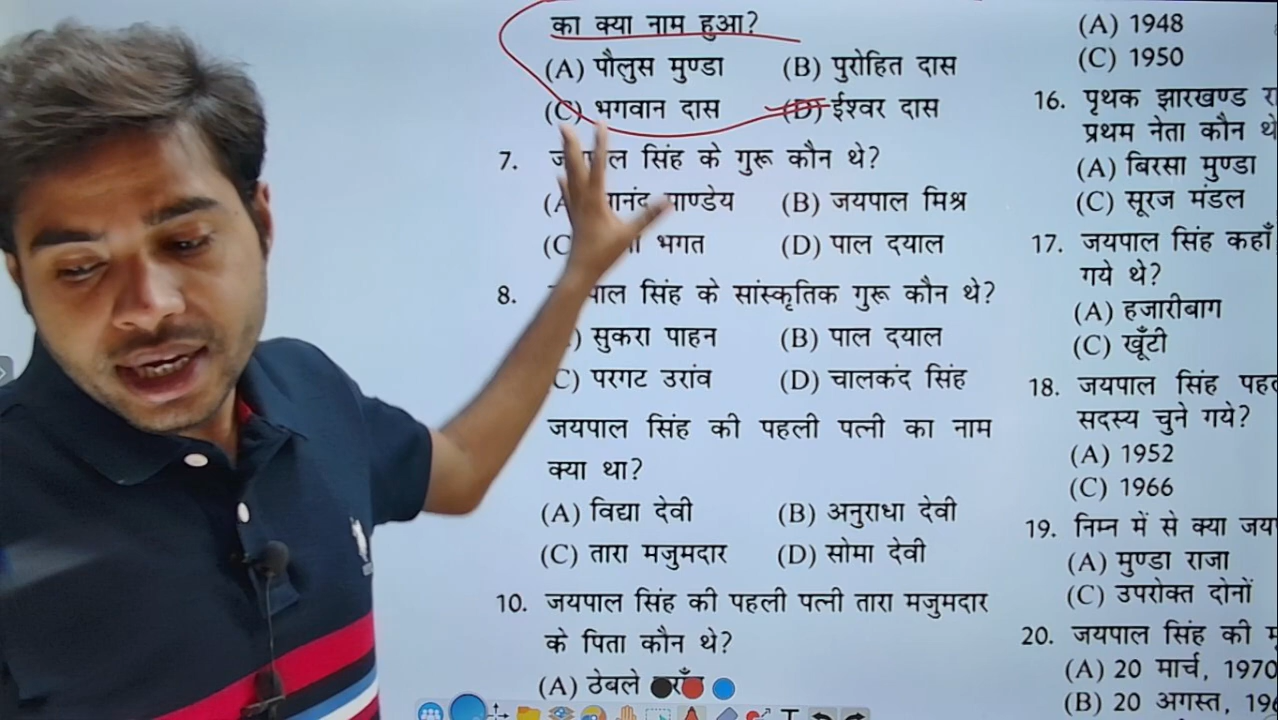 का क्या नाम हुआ?
(A) पौलुस मुण्डा (B) पुरोहित दास
(C) भगवान दास (D) ईश्वर दास
7. सिंह के गुरू कौन थे?
पाण्डेय (B) जयपाल मिश्र
भगत (D) पाल दयाल
8. सिंह के सांस्कृतिक गुरू कौन थे?
सुकरा पाहन (B) पाल दयाल
C) परगट उरांव (D) चालकंद सिंह
जयपाल सिंह की पहली पत्नी का नाम
क्या था?
(A) विद्या देवी (B) अनुराधा देवी
(C) तारा मजुमदार (D) सोमा देवी
10. जयपाल सिंह की पहली पत्नी तारा मजुमदार
के पिता कौन थे?
(A) ठेबले
(A) 1948
(C) 1950
16. पृथक झारखण्ड
प्रथम नेता कौन
(A) बिरसा मुण्डा
(C) सूरज मंडल
17. जयपाल सिंह कहाँ
गये थे?
(A) हजारीबाग
(C) खूँटी
18. जयपाल सिंह
सदस्य चुने गये?
(A) 1952
(C) 1966
19. निम्न में से क्या
(A) मुण्डा राजा
(C) उपरोक्त दोनों
20. जयपाल सिंह की
(A) 20 मार्च, 1970
(B) 20 अगस्त,